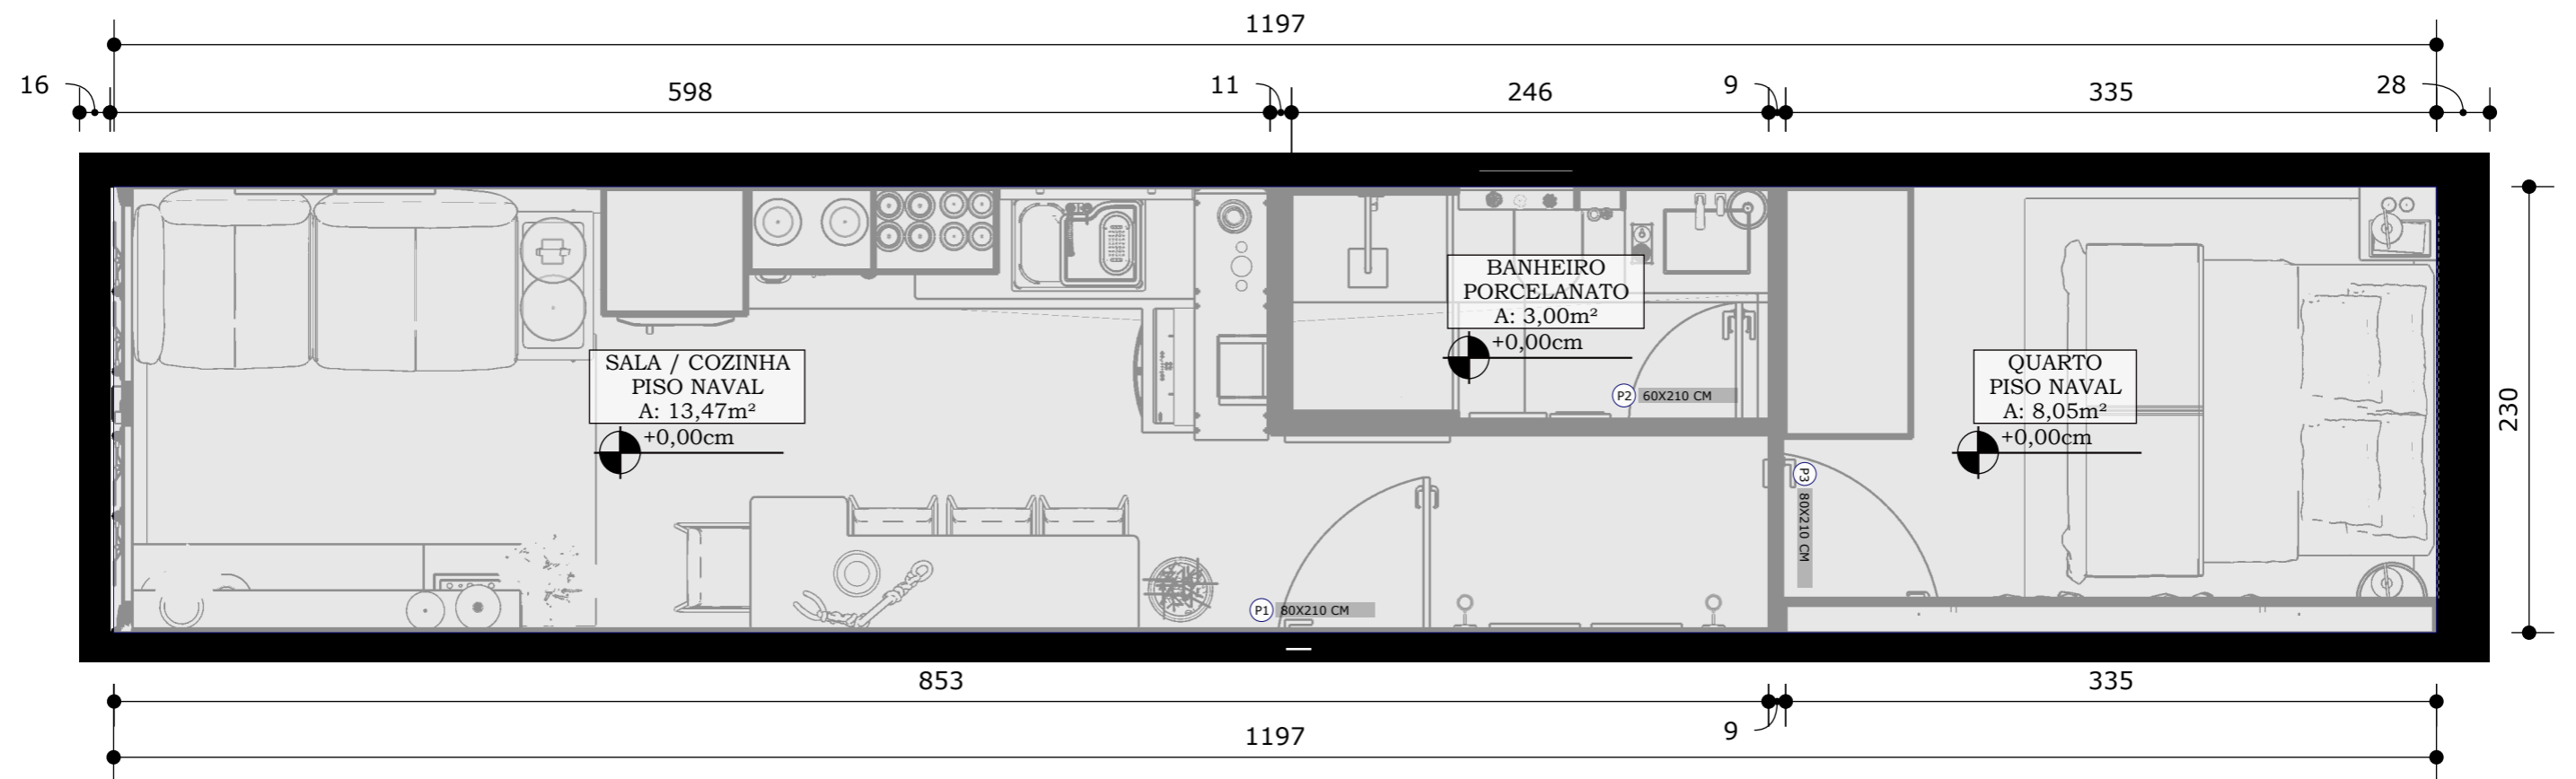 1197
16
598
11
246
9
335
28
BANHEIRO
PORCELANATO
A: 3,00m²
+0,00cm
SALA / COZINHA
PISO NAVAL
A: 13,47m²
+0,00cm
QUARTO
PISO NAVAL
A: 8,05m²
+0,00cm
P2 60X210 CM
230
P3 80X210 CM
P1 80X210 CM
853
9
335
1197